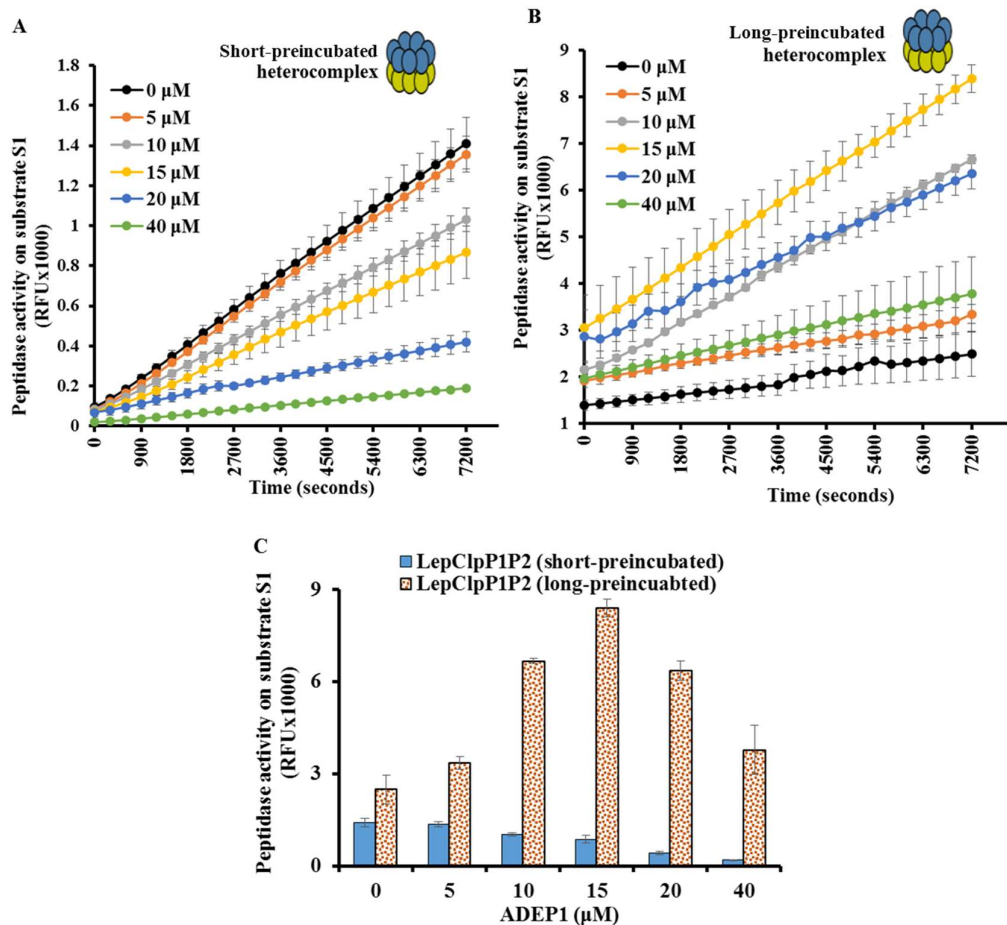 A
Short-preincubated
heterocomplex
Peptidase activity on substrate S1
(RFUx1000)
1.8
1.6
1.4
1.2
1
0.8
0.6
0.4
0.2
0
0 µM
5 µM
10 µM
15 µM
20 µM
40 µM
0
900
1800
2700
3600
4500
5400
6300
7200
Time (seconds)
B
Long-preincubated
heterocomplex
Peptidase activity on substrate S1
(RFUx1000)
9
8
7
6
5
4
3
2
1
0 µM
5 µM
10 µM
15 µM
20 µM
40 µM
0
900
1800
2700
3600
4500
5400
6300
7200
Time (seconds)
C
LepClpP1P2 (short-preincubated)
LepClpP1P2 (long-preincuabted)
Peptidase activity on substrate S1
(RFUx1000)
9
6
3
0
0 5 10 15 20 40
ADEP1 (µM)